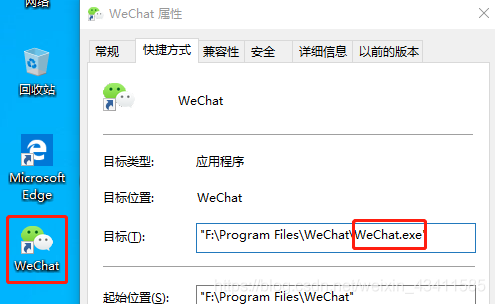 网络
回收站
Microsoft
Edge
WeChat
WeChat 属性
常规
快捷方式
兼容性
安全
详细信息
以前的版本
WeChat
目标类型:
应用程序
目标位置:
WeChat
目标(T):
"F:\Program Files\WeChat\WeChat.exe"
起始位置(S):
"F:\Program Files\WeChat"
https://blog.csdn.net/weixin_43411585